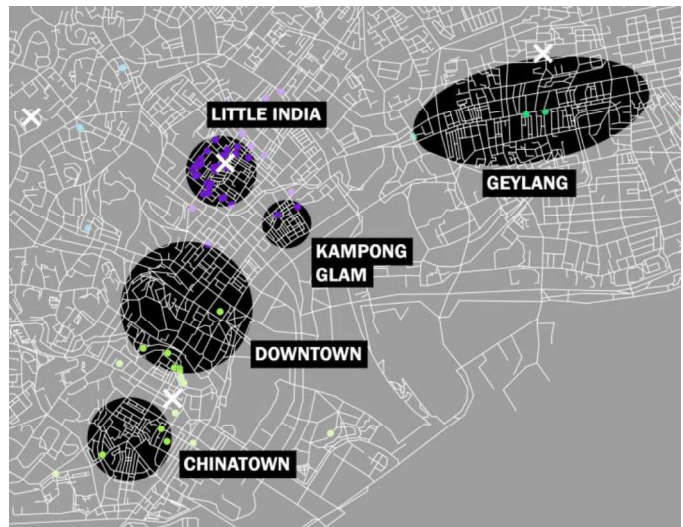 LITTLE INDIA
GEYLANG
KAMPONG
GLAM
DOWNTOWN
CHINATOWN